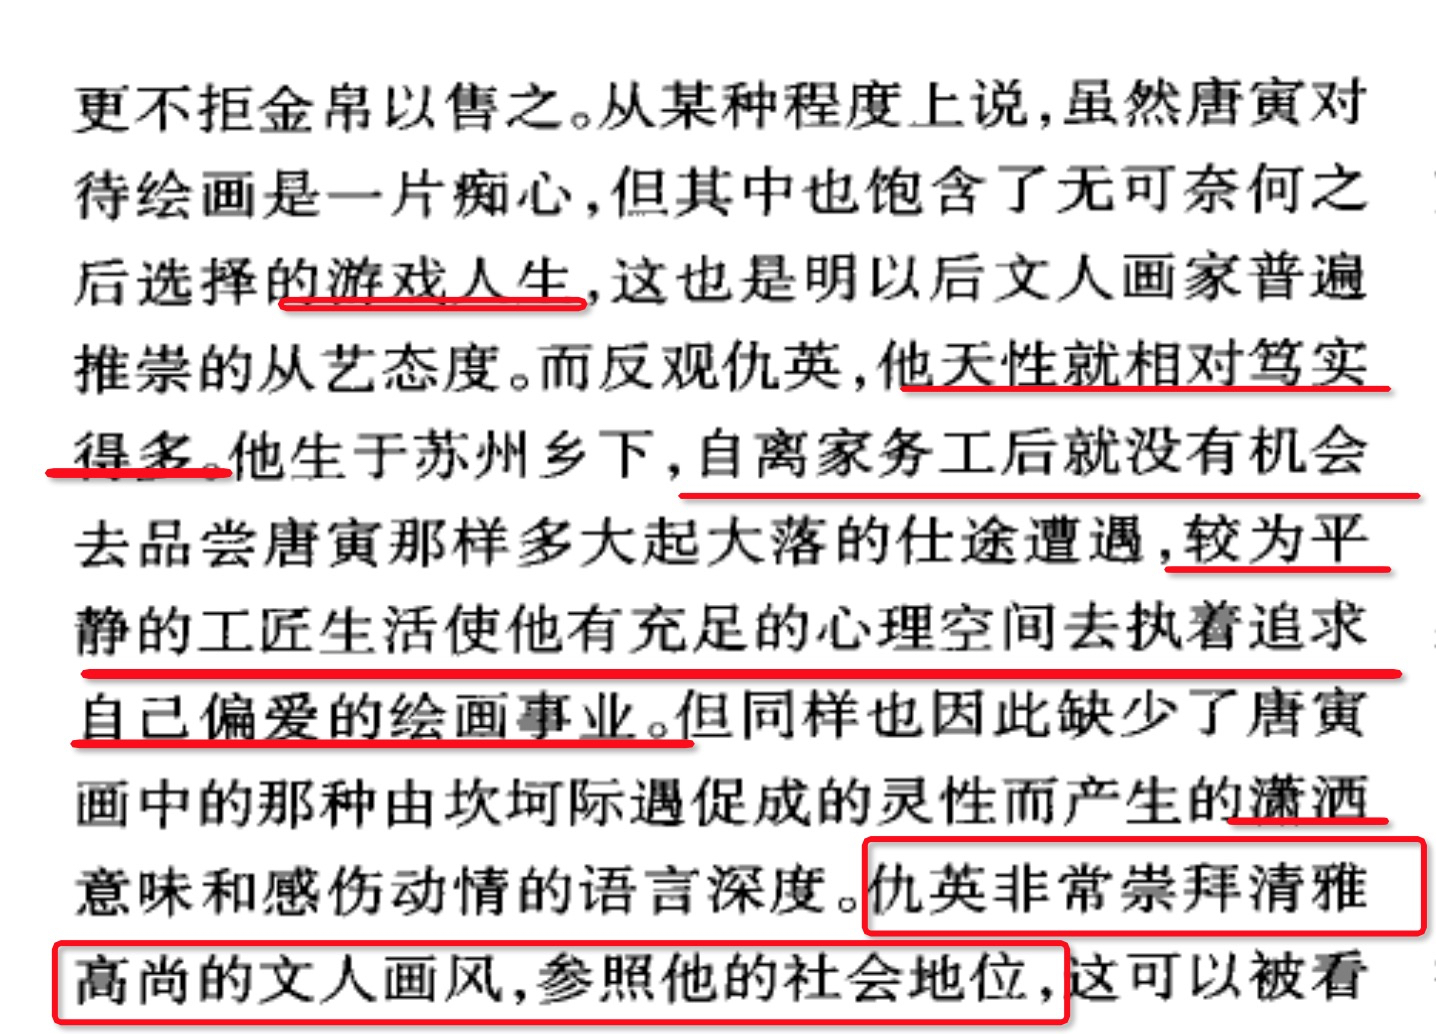 更不拒金帛以售之。从某种程度上说,虽然唐寅对
待绘画是一片痴心,但其中也饱含了无可奈何之
后选择的游戏人生,这也是明以后文人画家普遍
推崇的从艺态度。而反观仇英,他天性就相对笃实
得多。他生于苏州乡下,自离家务工后就没有机会
去品尝唐寅那样多大起大落的仕途遭遇,较为平
静的工匠生活使他有充足的心理空间去执着追求
自己偏爱的绘画事业。但同样也因此缺少了唐寅
画中的那种由坎坷际遇促成的灵性而产生的潇洒
意味和感伤动情的语言深度。仇英非常崇拜清雅
高尚的文人画风,参照他的社会地位,这可以被看